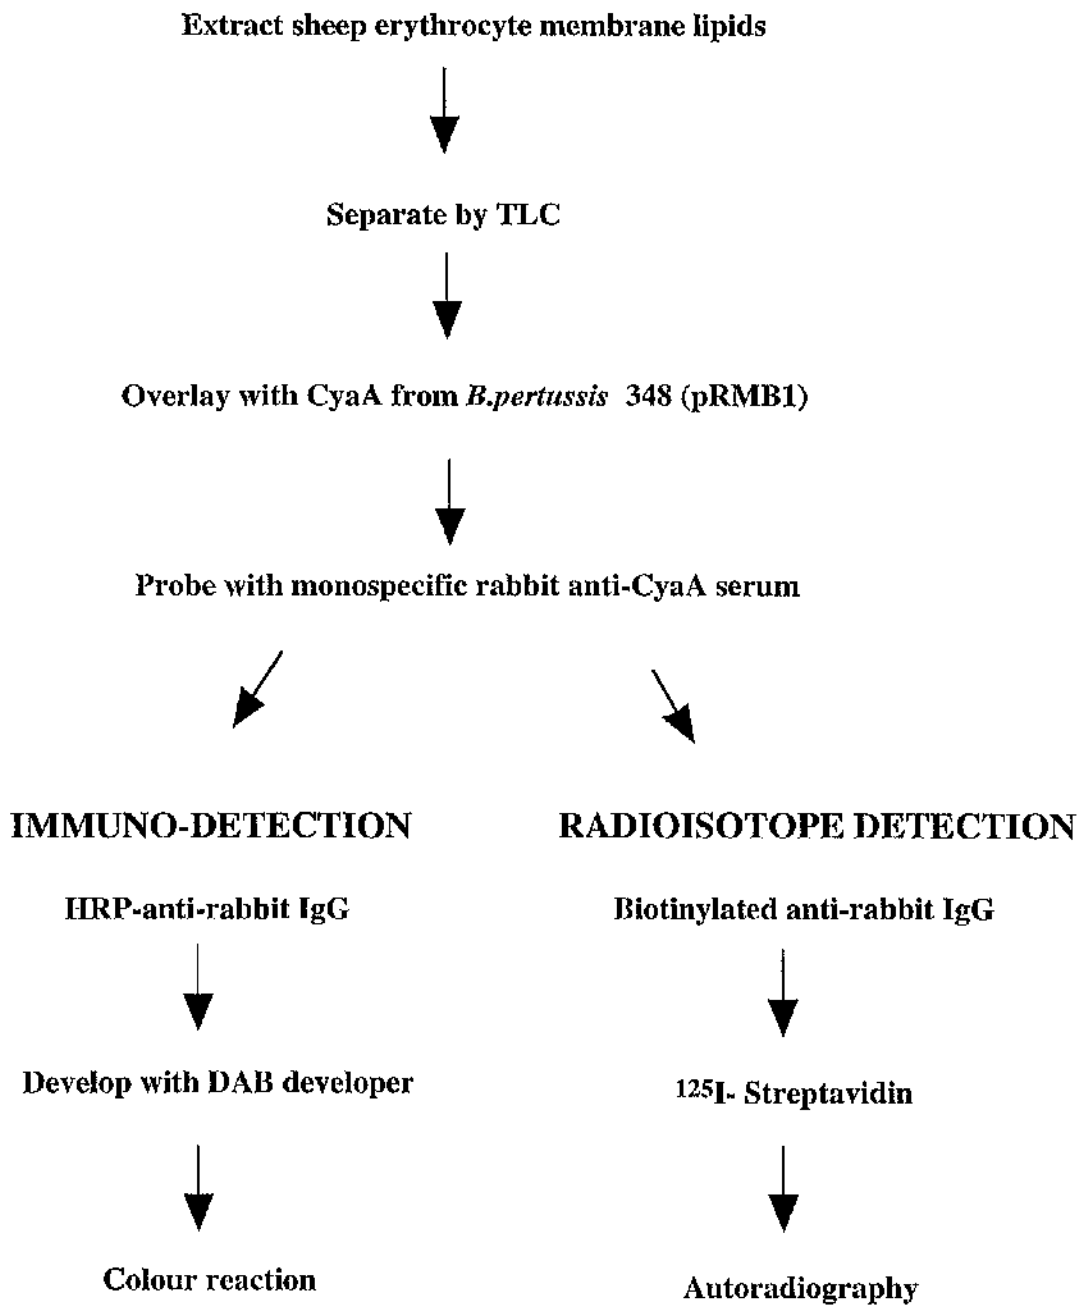 Extract sheep erythrocyte membrane lipids
Separate by TLC
Overlay with CyaA from B.pertussis 348 (pRMB1)
Probe with monospecific rabbit anti-CyaA serum
IMMUNO-DETECTION
HRP-anti-rabbit IgG
Develop with DAB developer
Colour reaction
RADIOISOTOPE DETECTION
Biotinylated anti-rabbit IgG
¹²⁵I- Streptavidin
Autoradiography